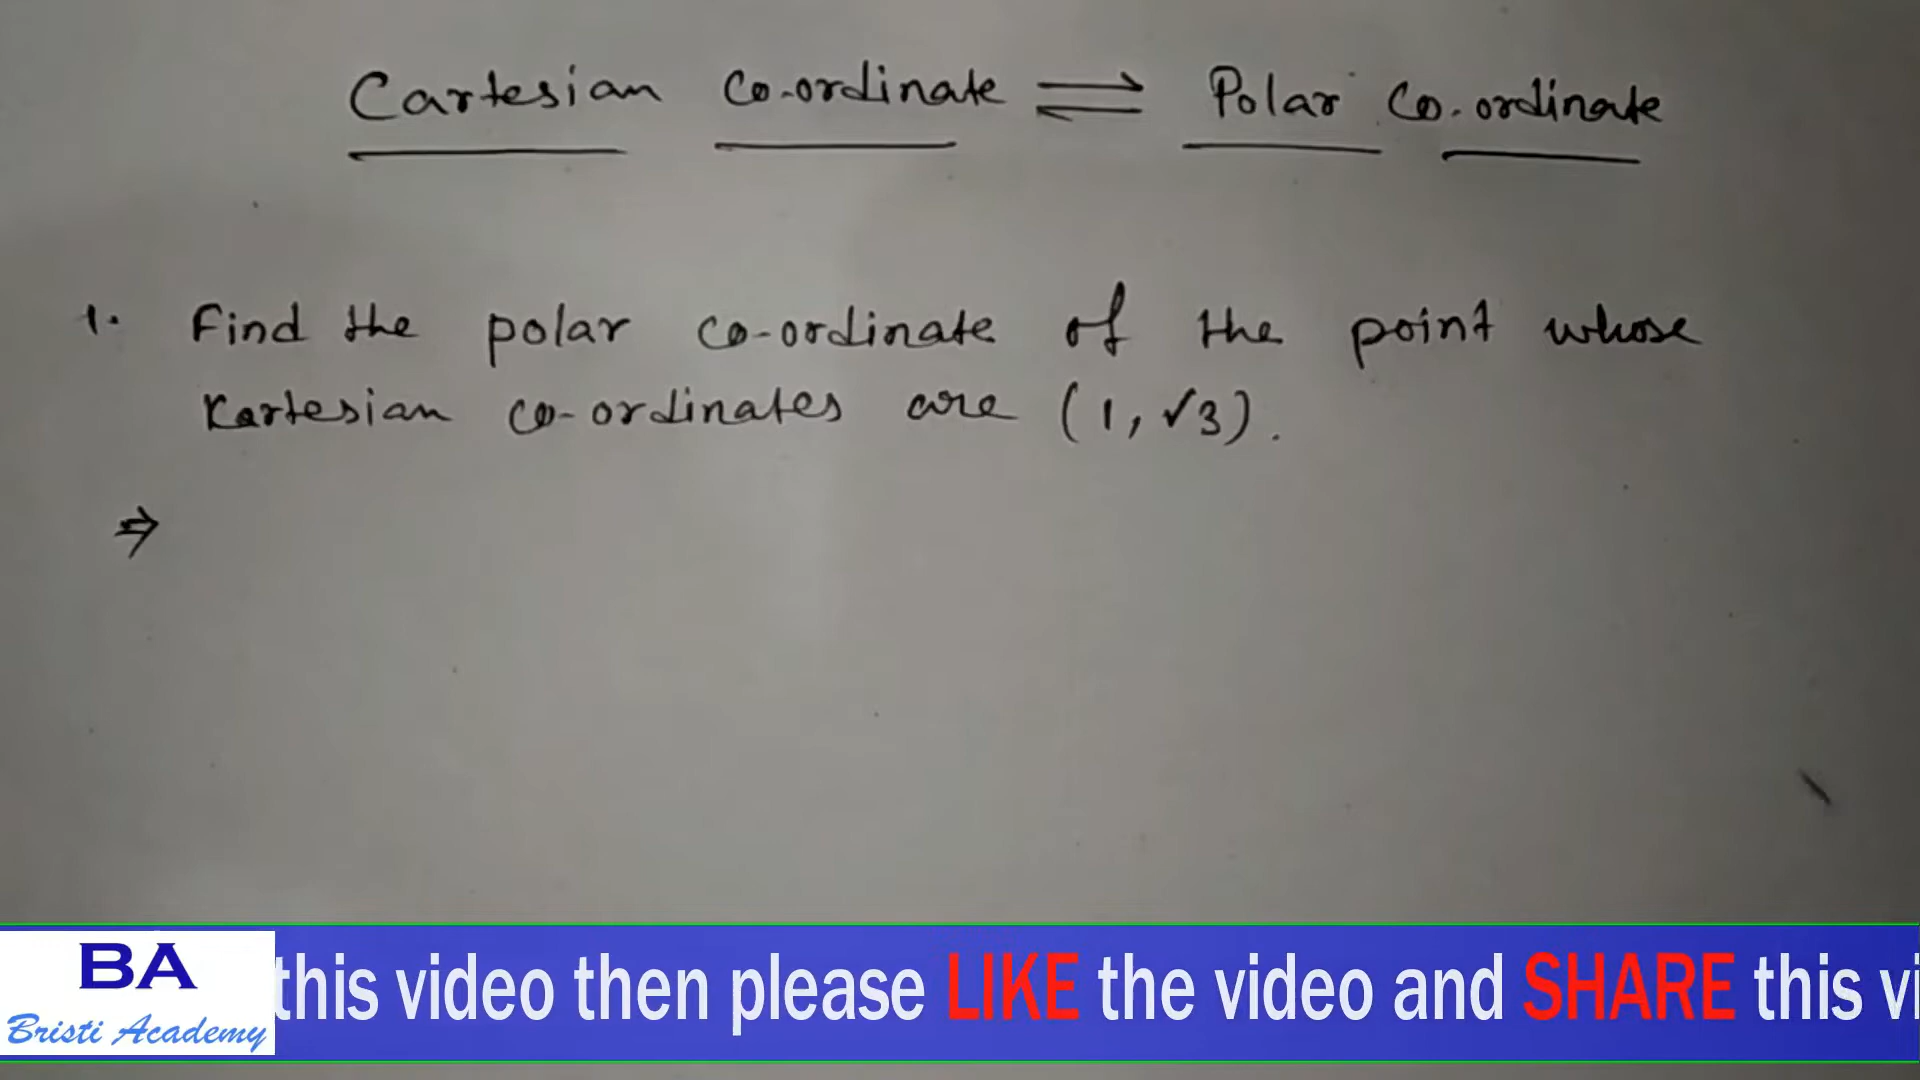 Cartesian Co-ordinate ⇌ Polar Co-ordinate
1. Find the polar co-ordinate of the point whose
Kartesian co-ordinates are (1, √3).
⇒
BA
Bristi Academy
this video then please LIKE the video and SHARE this vi